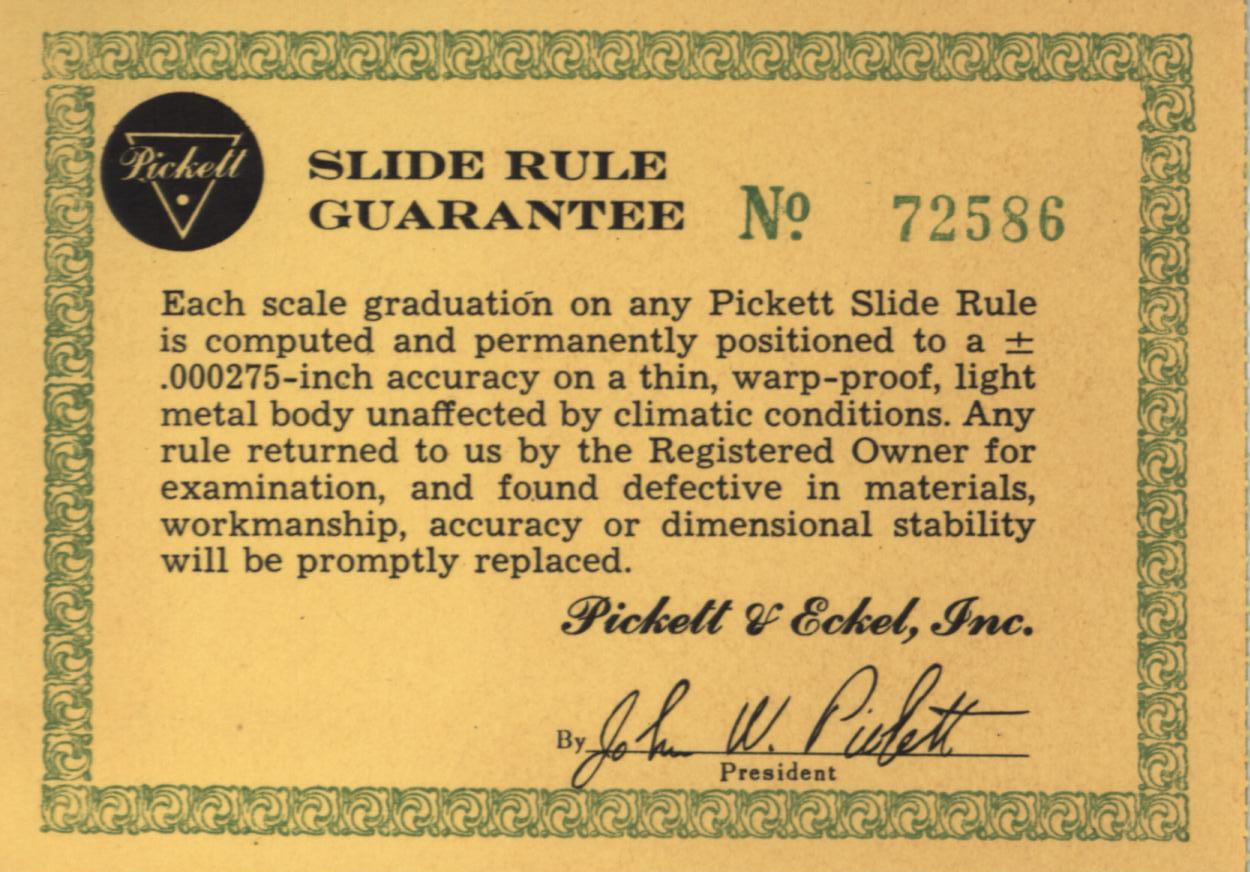 Pickett
SLIDE RULE
GUARANTEE
Nº 72586
Each scale graduation on any Pickett Slide Rule
is computed and permanently positioned to a ±
.000275-inch accuracy on a thin, warp-proof, light
metal body unaffected by climatic conditions. Any
rule returned to us by the Registered Owner for
examination, and found defective in materials,
workmanship, accuracy or dimensional stability
will be promptly replaced.
Pickett & Eckel, Inc.
By John W. Pickett
President